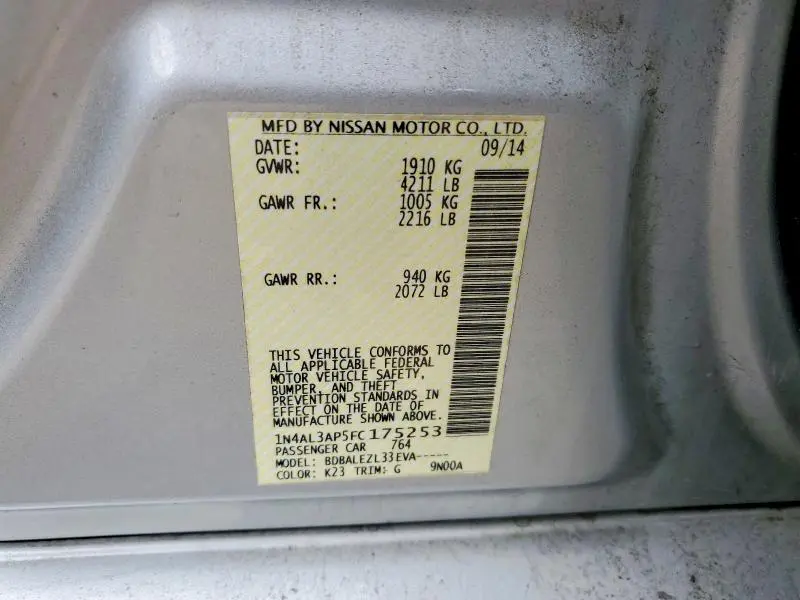 MFD BY NISSAN MOTOR CO., LTD.
DATE: 09/14
GVWR: 1910 KG
4211 LB
GAWR FR.: 1005 KG
2216 LB
GAWR RR.: 940 KG
2072 LB
THIS VEHICLE CONFORMS TO
ALL APPLICABLE FEDERAL
MOTOR VEHICLE SAFETY,
BUMPER, AND THEFT
PREVENTION STANDARDS IN
EFFECT ON THE DATE OF
MANUFACTURE SHOWN ABOVE.
1N4AL3AP5FC175253
PASSENGER CAR 764
MODEL: BDBALEZL33EVA-----
COLOR: K23 TRIM: G 9N00A